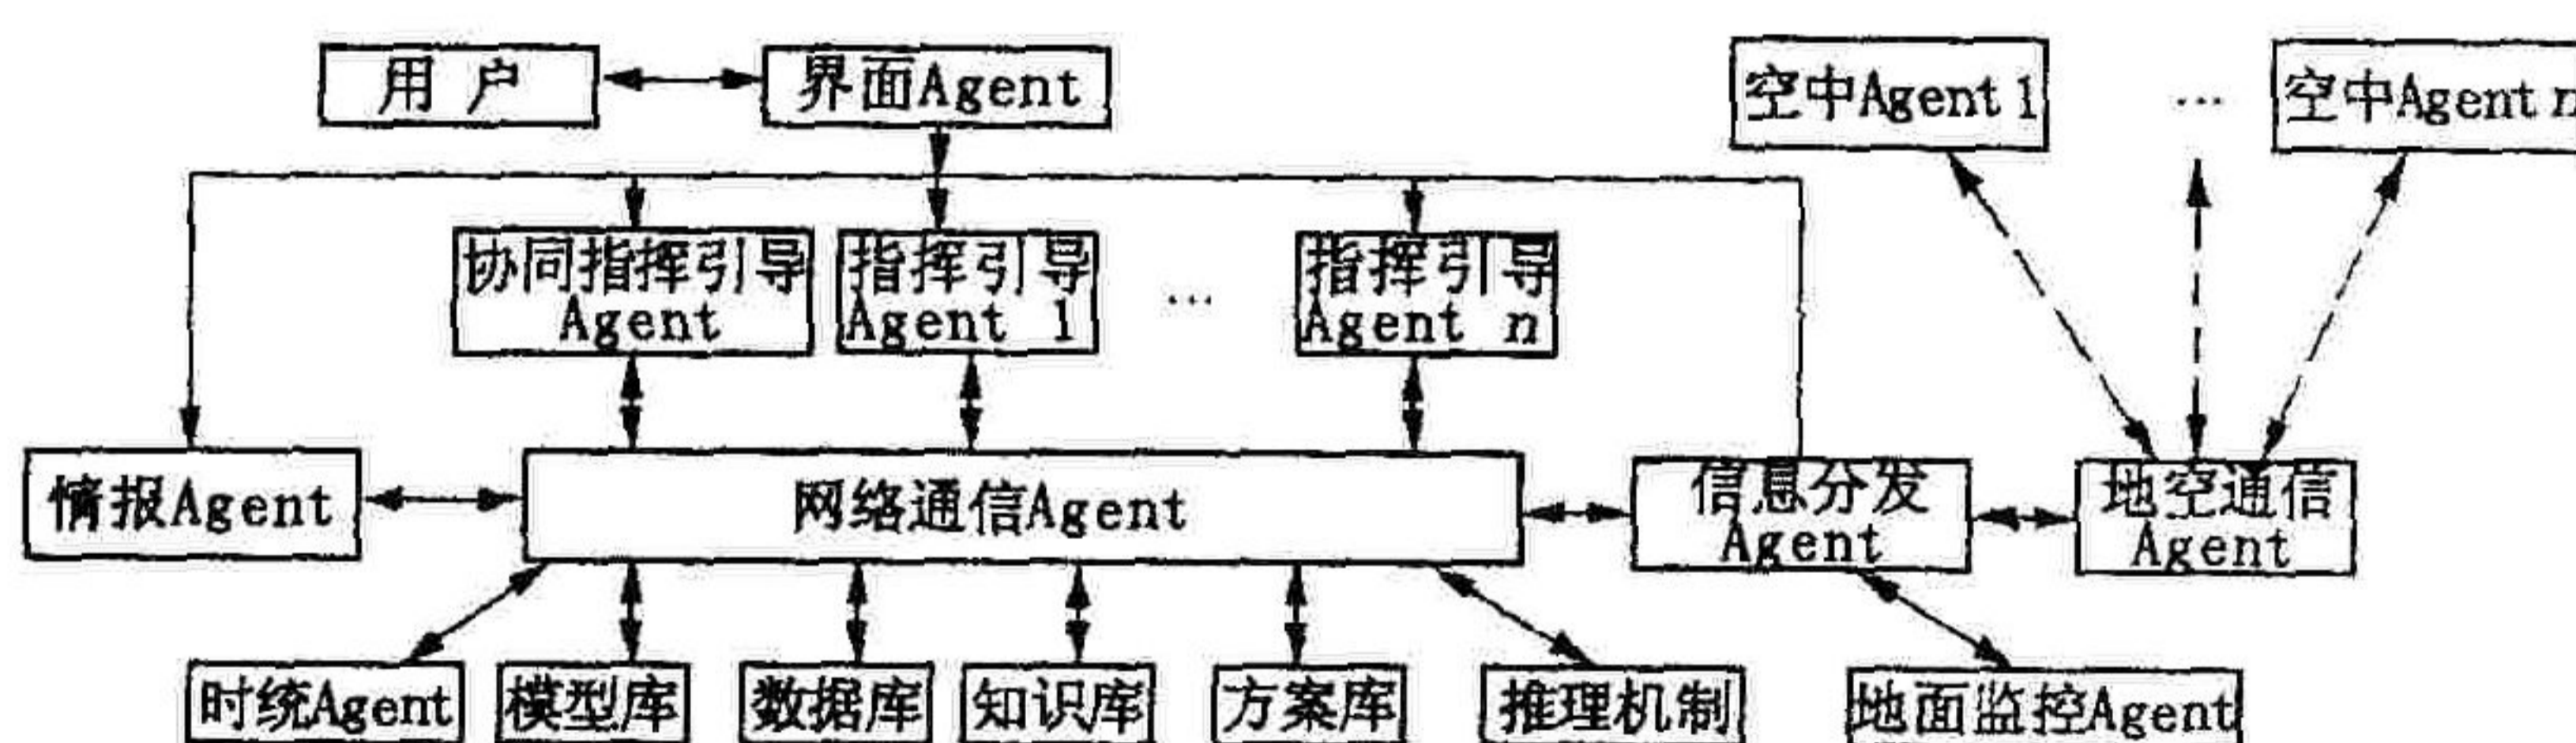 用 户
界面Agent
空中Agent 1
…
空中Agent n
协同指挥引导
Agent
指挥引导
Agent 1
…
指挥引导
Agent n
情报Agent
网络通信Agent
信息分发
Agent
地空通信
Agent
时统Agent
模型库
数据库
知识库
方案库
推理机制
地面监控Agent